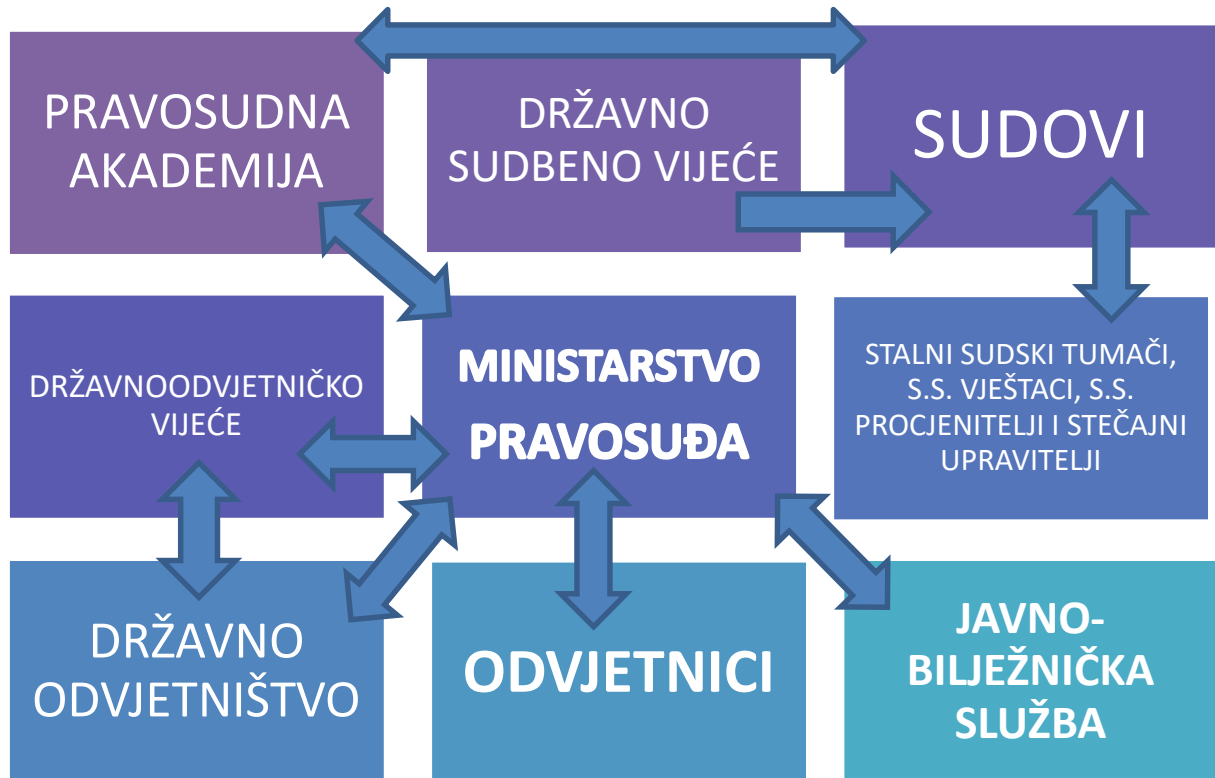 PRAVOSUDNA
AKADEMIJA
DRŽAVNO
SUDBENO VIJEĆE
SUDOVI
DRŽAVNOODVJETNIČKO
VIJEĆE
MINISTARSTVO
PRAVOSUĐA
STALNI SUDSKI TUMAČI,
S.S. VJEŠTACI, S.S.
PROCJENITELJI I STEČAJNI
UPRAVITELJI
DRŽAVNO
ODVJETNIŠTVO
ODVJETNICI
JAVNO-
BILJEŽNIČKA
SLUŽBA